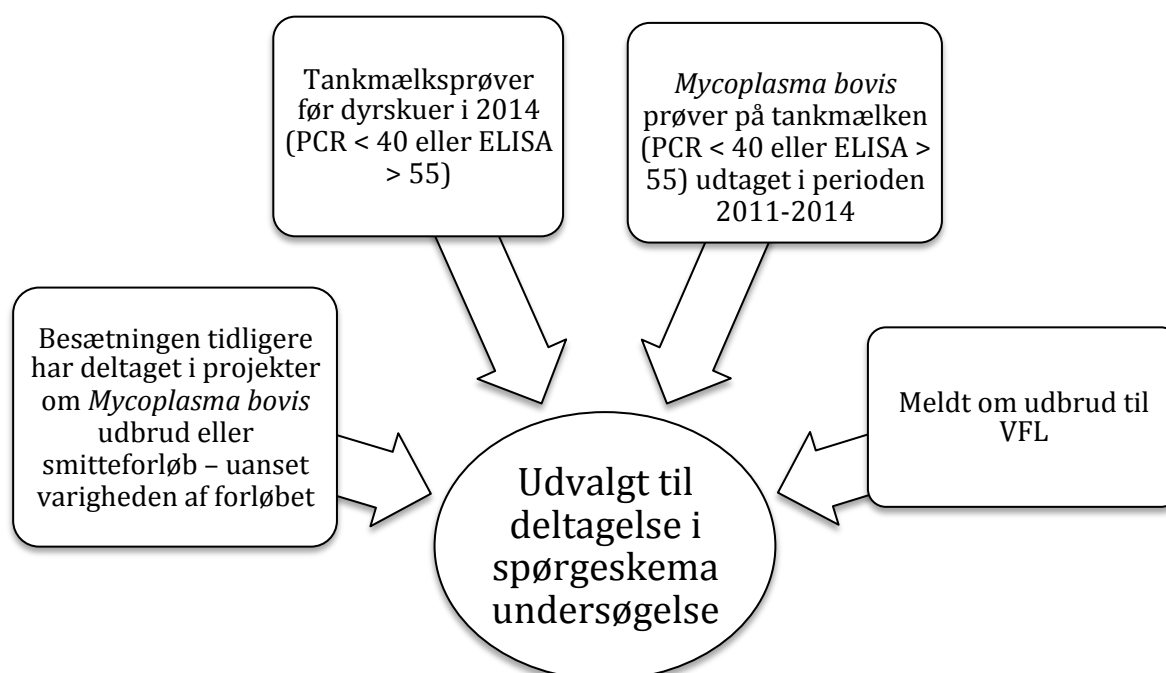 Tankmælksprøver
før dyrskuer i 2014
(PCR < 40 eller ELISA
> 55)
Mycoplasma bovis
prøver på tankmælken
(PCR < 40 eller ELISA >
55) udtaget i perioden
2011-2014
Besætningen tidligere
har deltaget i projekter
om Mycoplasma bovis
udbrud eller
smitteforløb – uanset
varigheden af forløbet
Meldt om udbrud til
VFL
Udvalgt til
deltagelse i
spørgeskema
undersøgelse